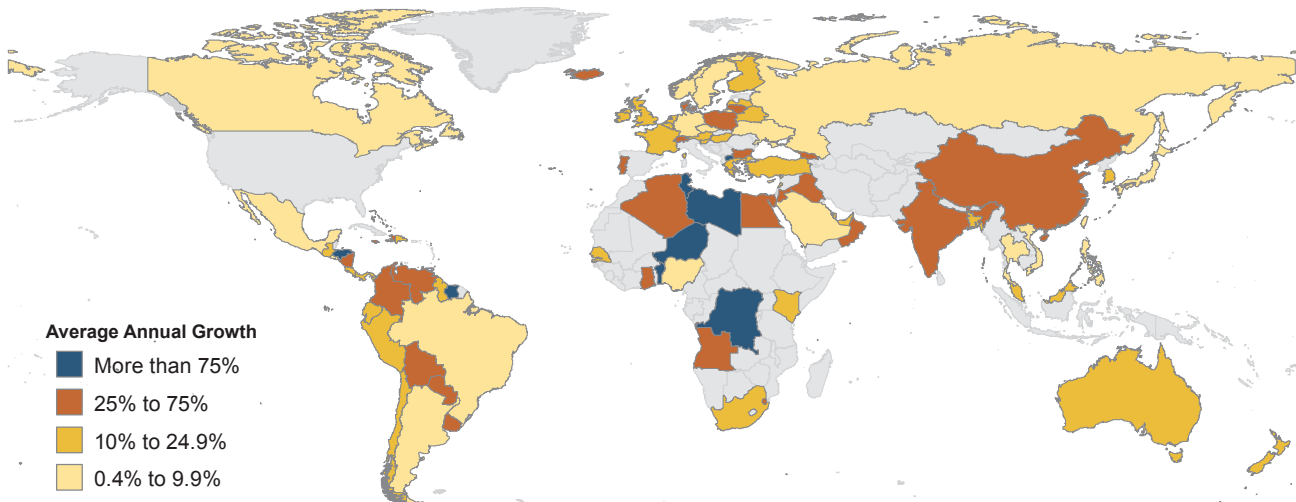 Average Annual Growth
More than 75%
25% to 75%
10% to 24.9%
0.4% to 9.9%